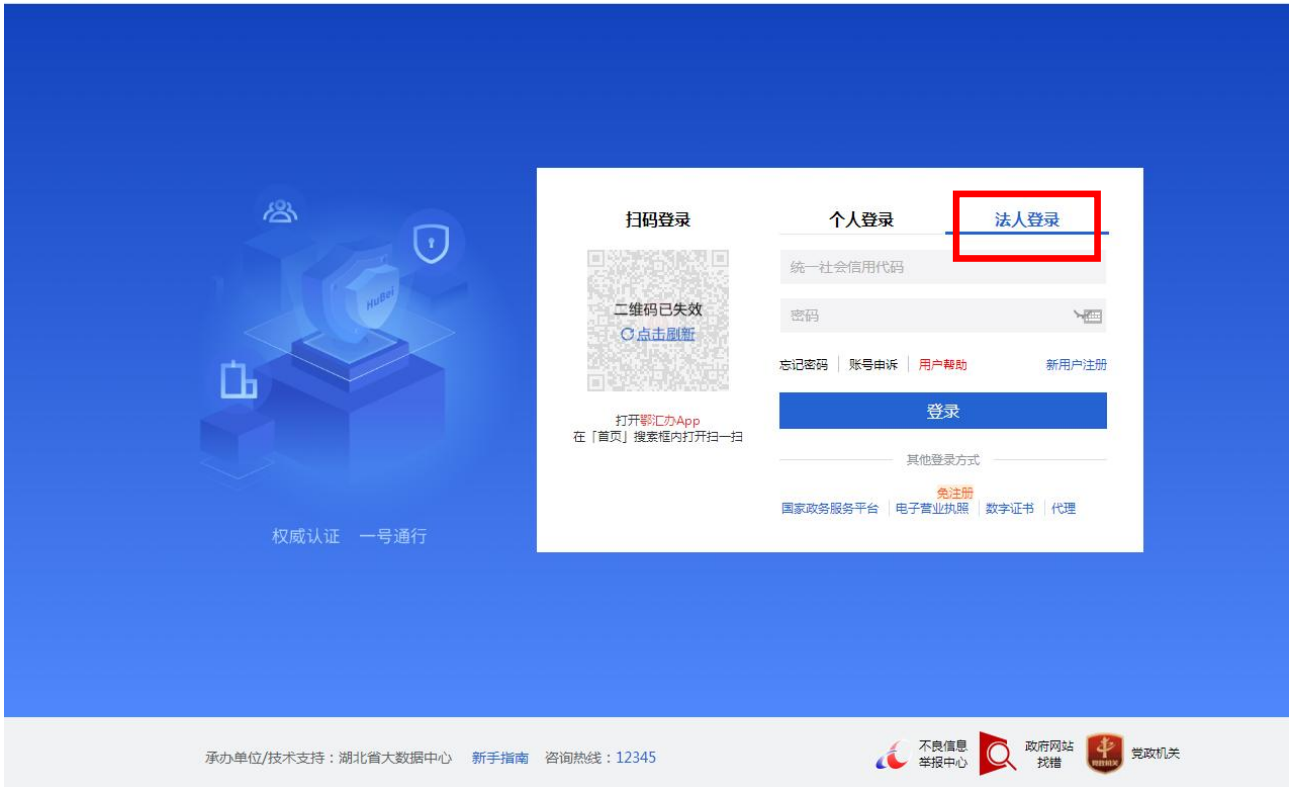 HuBei
权威认证 一号通行
扫码登录
二维码已失效
点击刷新
打开鄂汇办App
在「首页」搜索框内打开扫一扫
个人登录 法人登录
统一社会信用代码
密码
忘记密码 账号申诉 用户帮助 新用户注册
登录
其他登录方式
免注册
国家政务服务平台 电子营业执照 数字证书 代理
承办单位/技术支持：湖北省大数据中心 新手指南 咨询热线：12345
不良信息
举报中心
政府网站
找错
党政机关